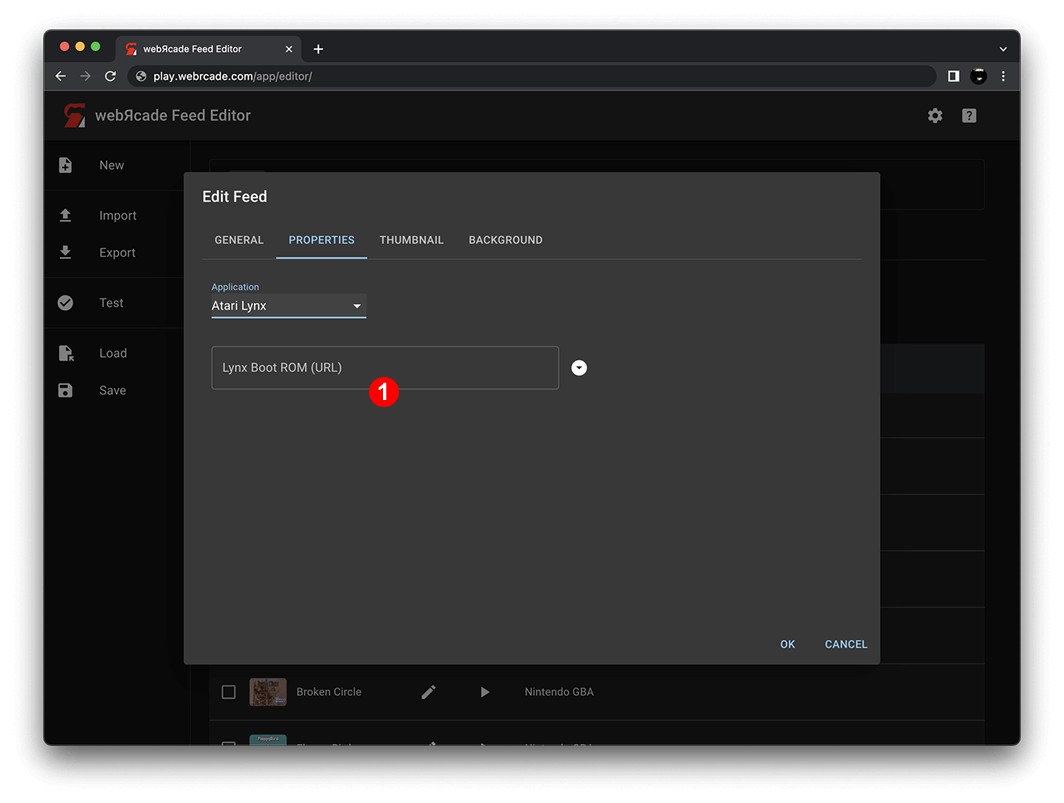 webЯcade Feed Editor
play.webrcade.com/app/editor/
webЯcade Feed Editor
?
New
Import
Export
Test
Load
Save
Edit Feed
GENERAL PROPERTIES THUMBNAIL BACKGROUND
Application
Atari Lynx
Lynx Boot ROM (URL)
1
OK CANCEL
Broken Circle Nintendo GBA